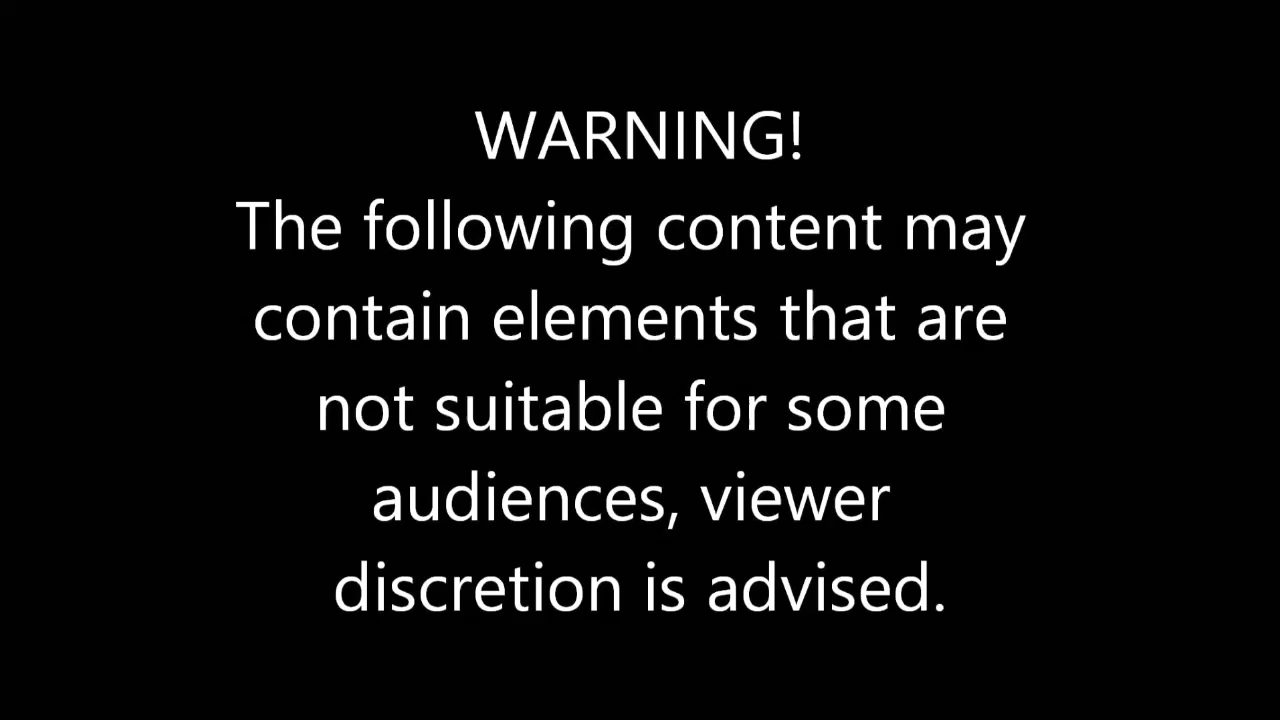 WARNING!
The following content may
contain elements that are
not suitable for some
audiences, viewer
discretion is advised.